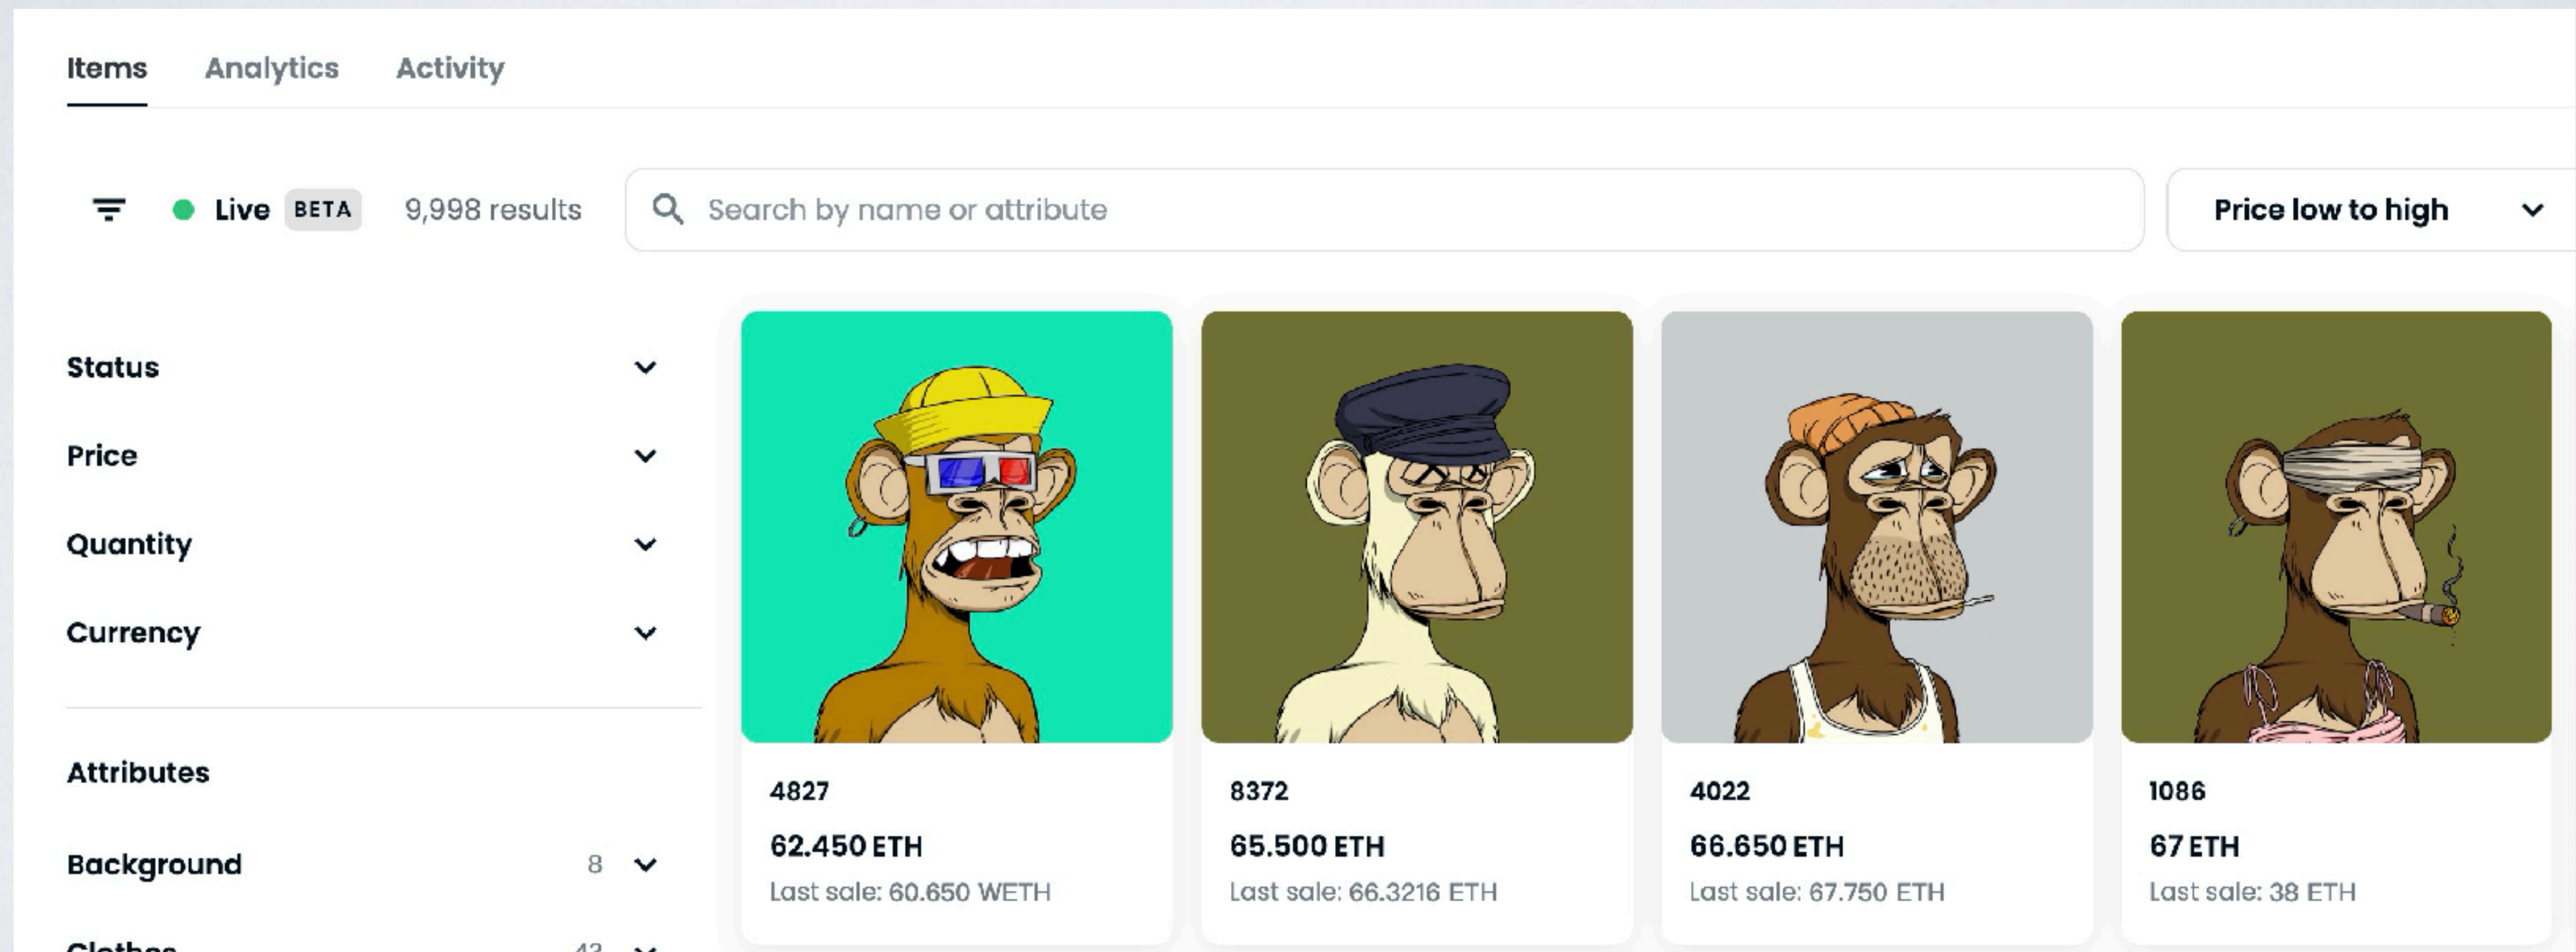 Items Analytics Activity
Live BETA 9,998 results Search by name or attribute Price low to high
Status
Price
Quantity
Currency
Attributes
Background 8
Clothes 43
4827
62.450 ETH
Last sale: 60.650 WETH
8372
65.500 ETH
Last sale: 66.3216 ETH
4022
66.650 ETH
Last sale: 67.750 ETH
1086
67 ETH
Last sale: 38 ETH